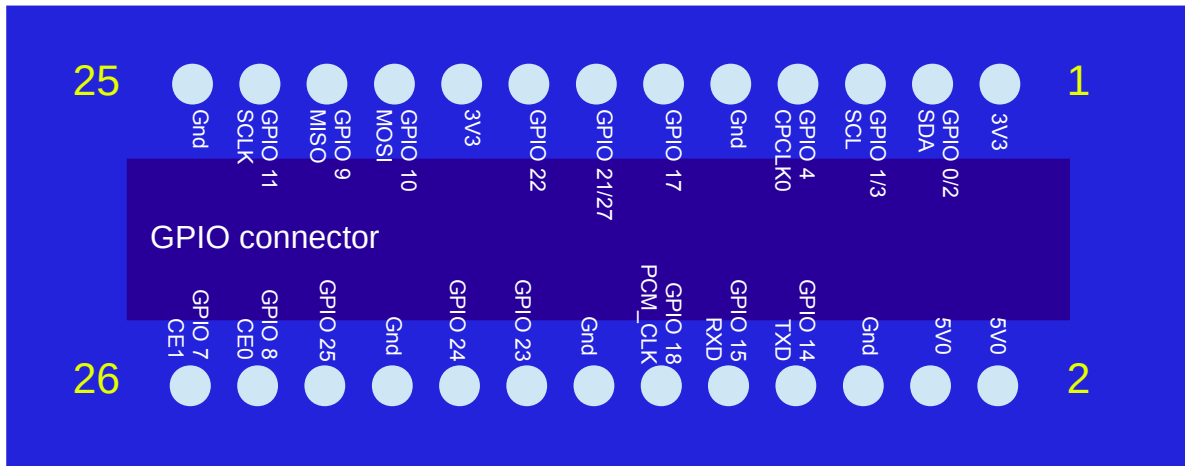 25
Gnd
GPIO 11
SCLK
GPIO 9
MISO
GPIO 10
MOSI
3V3
GPIO 22
GPIO 21/27
GPIO 17
Gnd
GPIO 4
CPCLK0
GPIO 1/3
SCL
GPIO 0/2
SDA
3V3
1
GPIO connector
26
GPIO 7
CE1
GPIO 8
CE0
GPIO 25
Gnd
GPIO 24
GPIO 23
Gnd
GPIO 18
PCM_CLK
GPIO 15
RXD
GPIO 14
TXD
Gnd
5V0
5V0
2